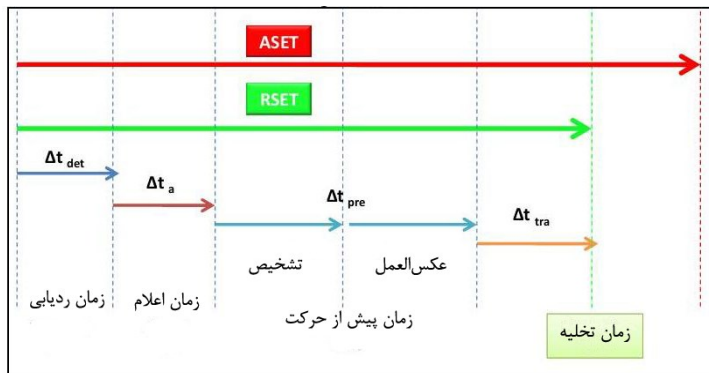 ASET
RSET
Δt det
Δt a
Δt pre
Δt tra
تشخیص
عکس‌العمل
زمان ردیابی
زمان اعلام
زمان پیش از حرکت
زمان تخلیه